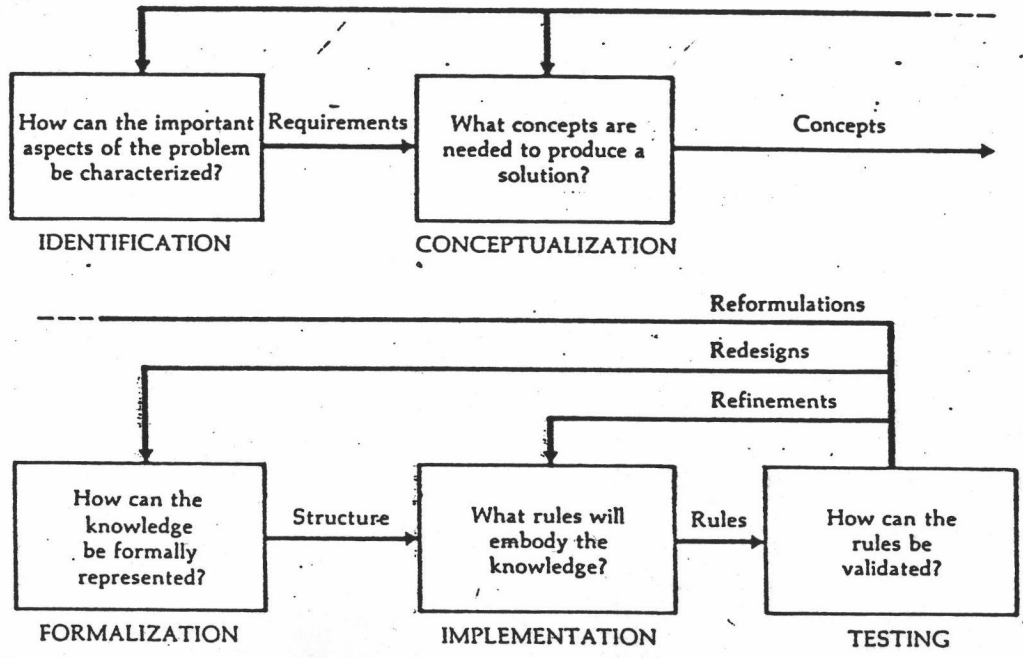 How can the important
aspects of the problem
be characterized?
Requirements
What concepts are
needed to produce a
solution?
Concepts
IDENTIFICATION
CONCEPTUALIZATION
Reformulations
Redesigns
Refinements
How can the
knowledge
be formally
represented?
Structure
What rules will
embody the
knowledge?
Rules
How can the
rules be
validated?
FORMALIZATION
IMPLEMENTATION
TESTING